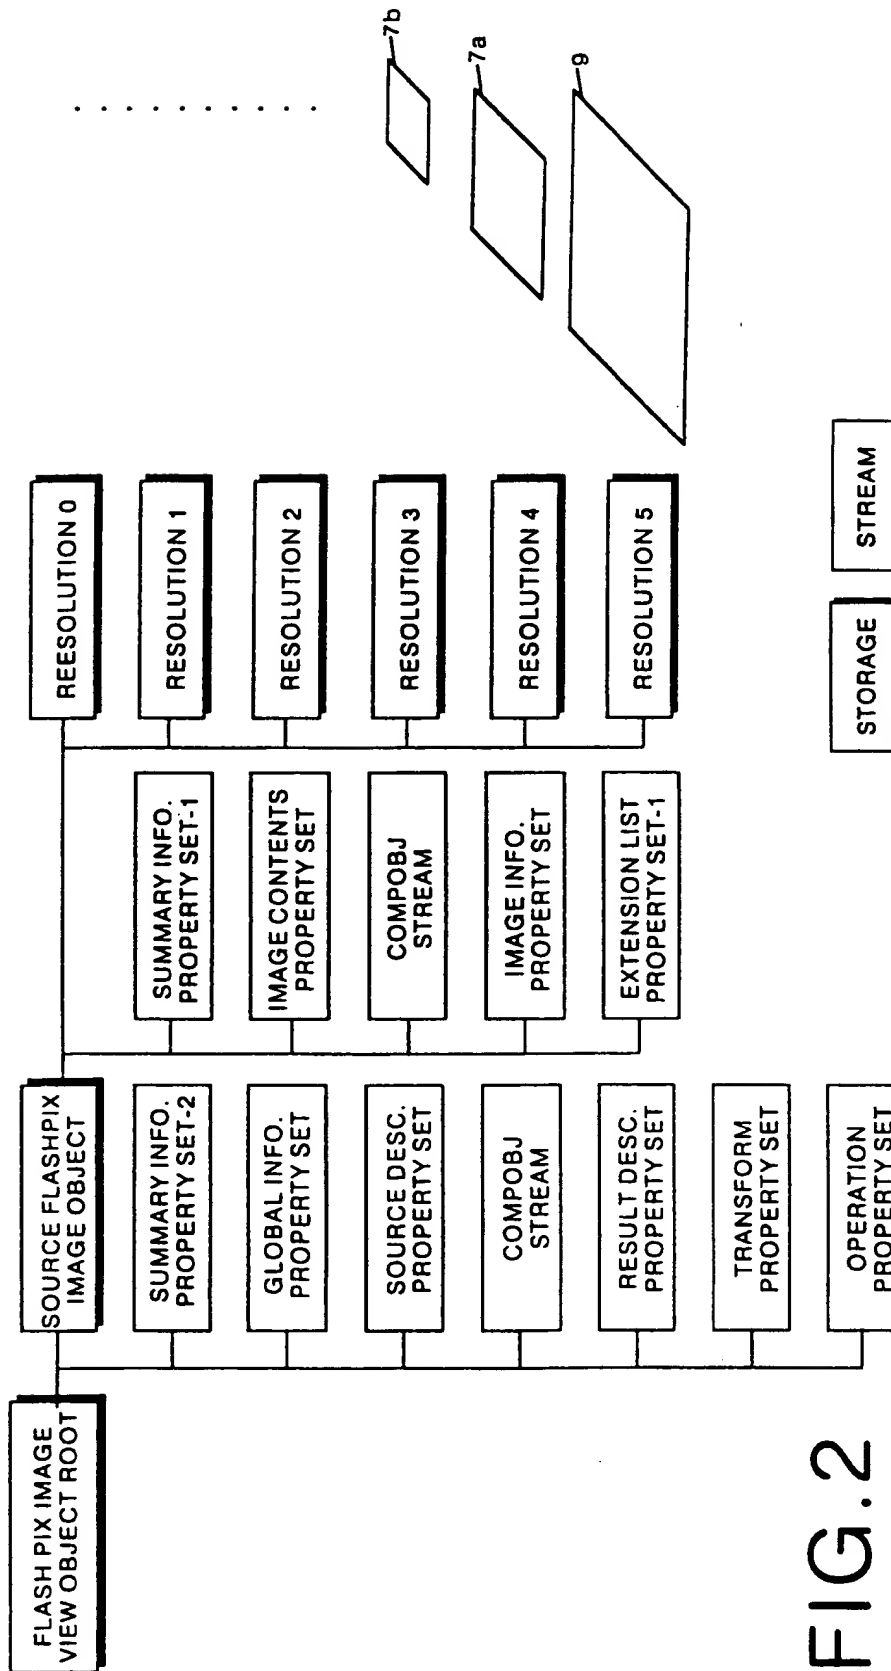 FLASH PIX IMAGE
VIEW OBJECT ROOT
SOURCE FLASHPIX
IMAGE OBJECT
SUMMARY INFO.
PROPERTY SET-2
GLOBAL INFO.
PROPERTY SET
SOURCE DESC.
PROPERTY SET
COMPOBJ
STREAM
RESULT DESC.
PROPERTY SET
TRANSFORM
PROPERTY SET
OPERATION
PROPERTY SET
SUMMARY INFO.
PROPERTY SET-1
IMAGE CONTENTS
PROPERTY SET
COMPOBJ
STREAM
IMAGE INFO.
PROPERTY SET
EXTENSION LIST
PROPERTY SET-1
REESOLUTION 0
RESOLUTION 1
RESOLUTION 2
RESOLUTION 3
RESOLUTION 4
RESOLUTION 5
7b
7a
9
STORAGE
STREAM
FIG.2